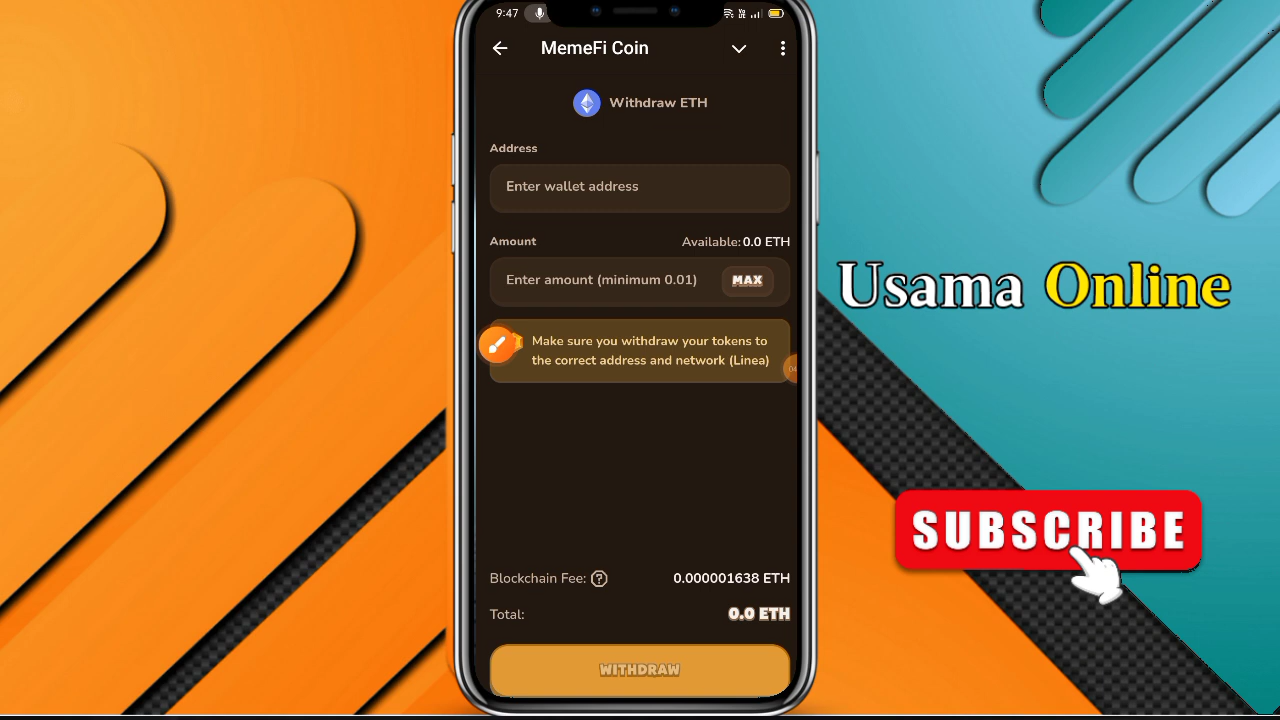 9:47
MemeFi Coin
Withdraw ETH
Address
Enter wallet address
Amount
Available: 0.0 ETH
Enter amount (minimum 0.01)
MAX
Make sure you withdraw your tokens to
the correct address and network (Linea)
Blockchain Fee: ?
0.000001638 ETH
Total:
0.0 ETH
WITHDRAW
Usama Online
SUBSCRIBE